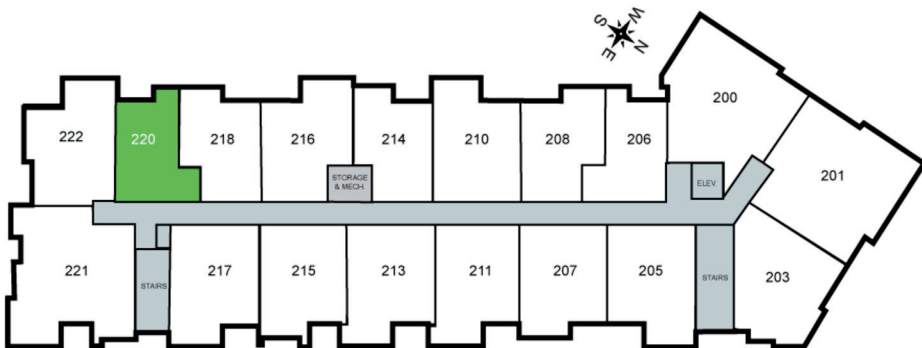 S
W
E
N
200
222
220
218
216
214
210
208
206
201
STORAGE
& MECH.
ELEV.
221
217
215
213
211
207
205
203
STAIRS
STAIRS